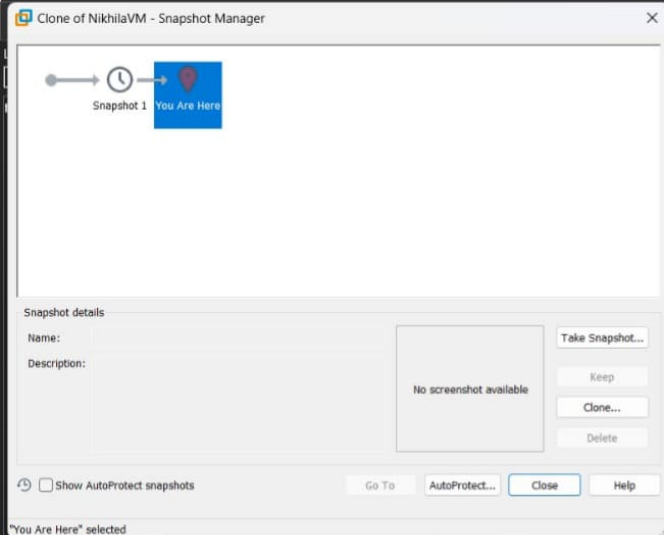 Clone of NikhilaVM - Snapshot Manager
Snapshot 1
You Are Here
Snapshot details
Name:
Description:
No screenshot available
Take Snapshot...
Keep
Clone...
Delete
Show AutoProtect snapshots
Go To
AutoProtect...
Close
Help
"You Are Here" selected